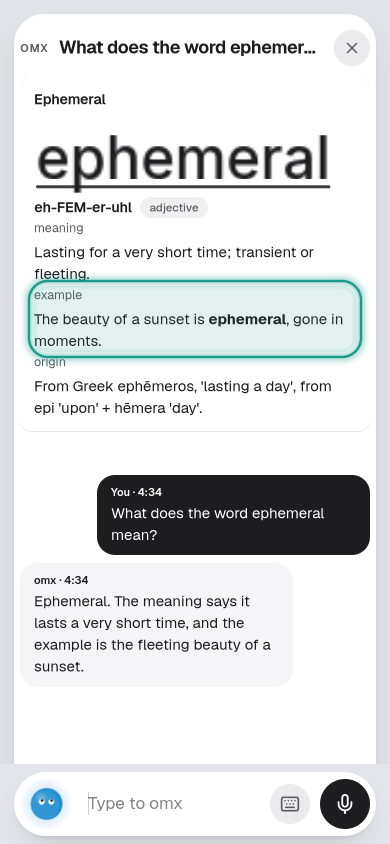 OMX What does the word ephemer...
Ephemeral
ephemeral
eh-FEM-er-uhl adjective
meaning
Lasting for a very short time; transient or
fleeting.
example
The beauty of a sunset is ephemeral, gone in
moments.
origin
From Greek ephēmeros, 'lasting a day', from
epi 'upon' + hēmera 'day'.
You · 4:34
What does the word ephemeral
mean?
omx · 4:34
Ephemeral. The meaning says it
lasts a very short time, and the
example is the fleeting beauty of a
sunset.
Type to omx